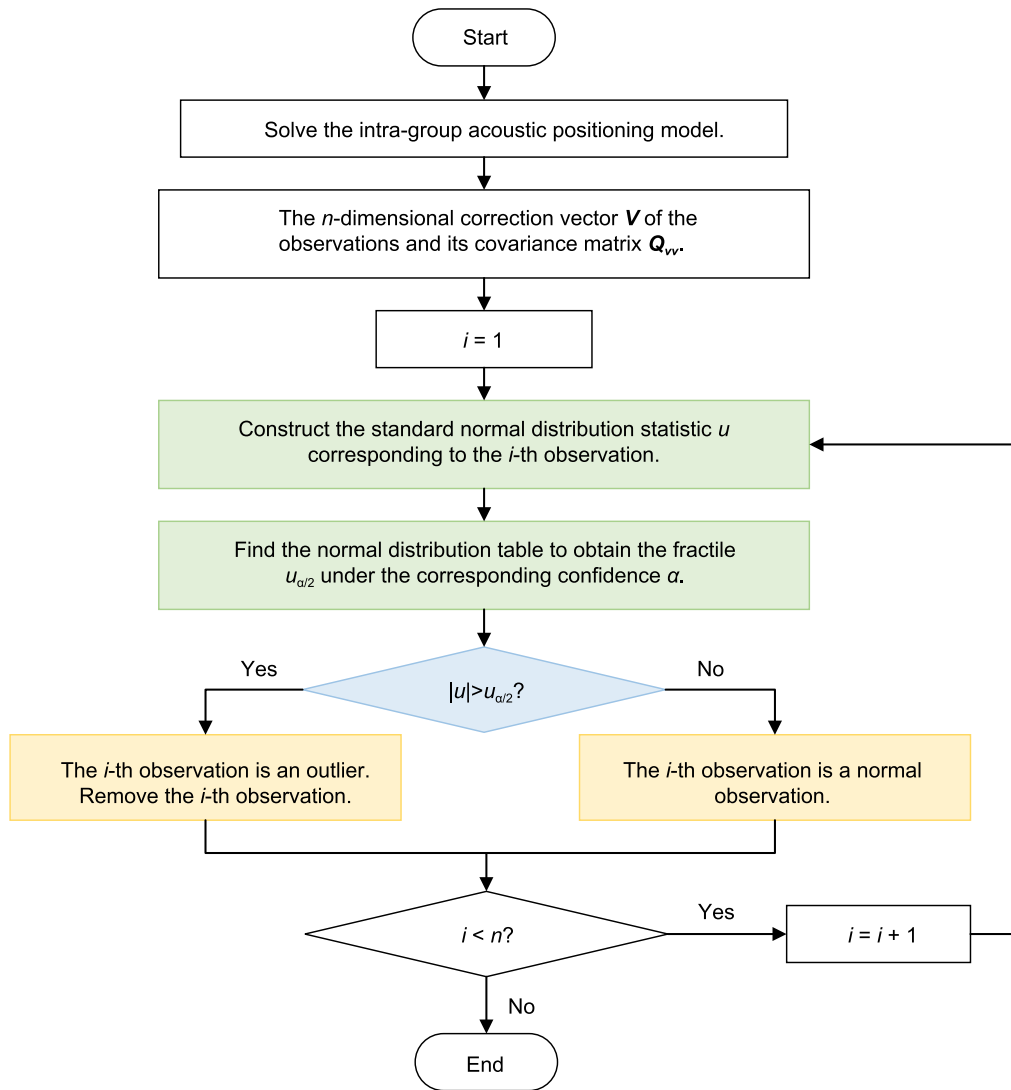 Start
Solve the intra-group acoustic positioning model.
The n-dimensional correction vector V of the
observations and its covariance matrix Qvv.
i = 1
Construct the standard normal distribution statistic u
corresponding to the i-th observation.
Find the normal distribution table to obtain the fractile
uα/2 under the corresponding confidence α.
Yes
No
|u|>uα/2?
The i-th observation is an outlier.
Remove the i-th observation.
The i-th observation is a normal
observation.
i < n?
Yes
i = i + 1
No
End